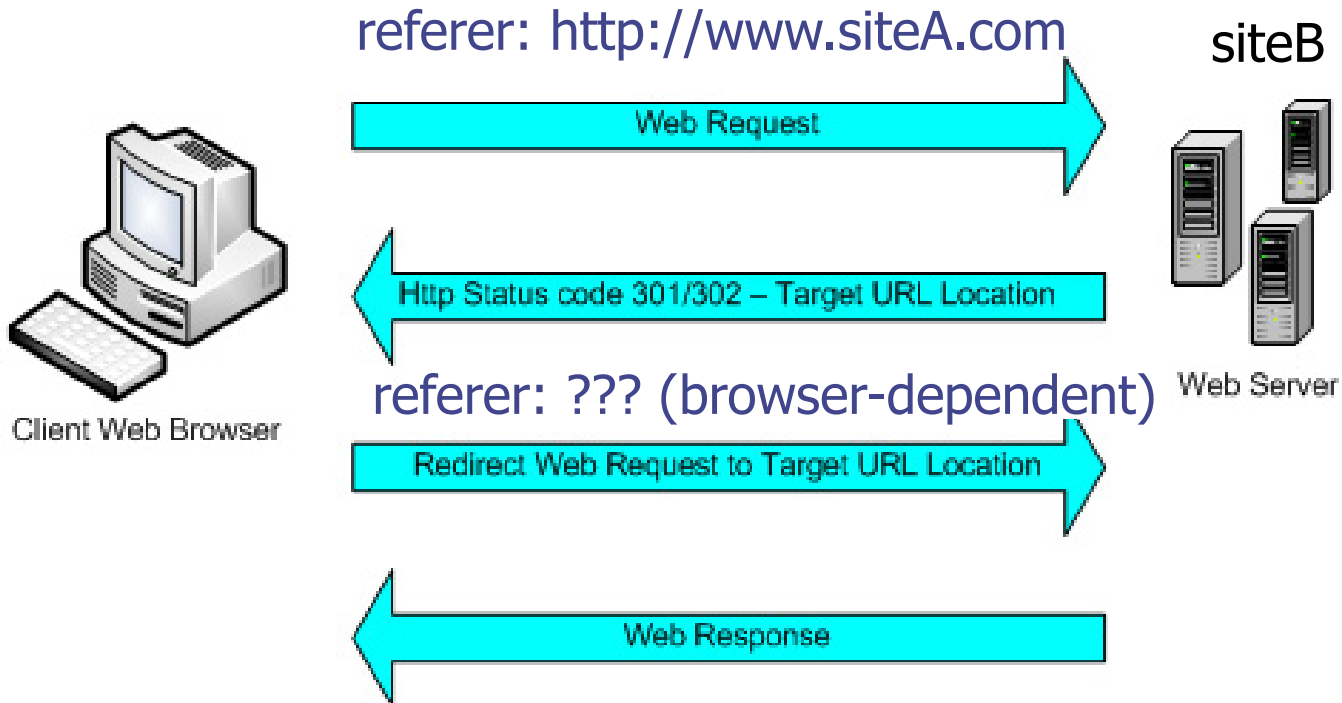 referer: http://www.siteA.com
siteB
Web Request
Http Status code 301/302 – Target URL Location
referer: ??? (browser-dependent)
Web Server
Client Web Browser
Redirect Web Request to Target URL Location
Web Response